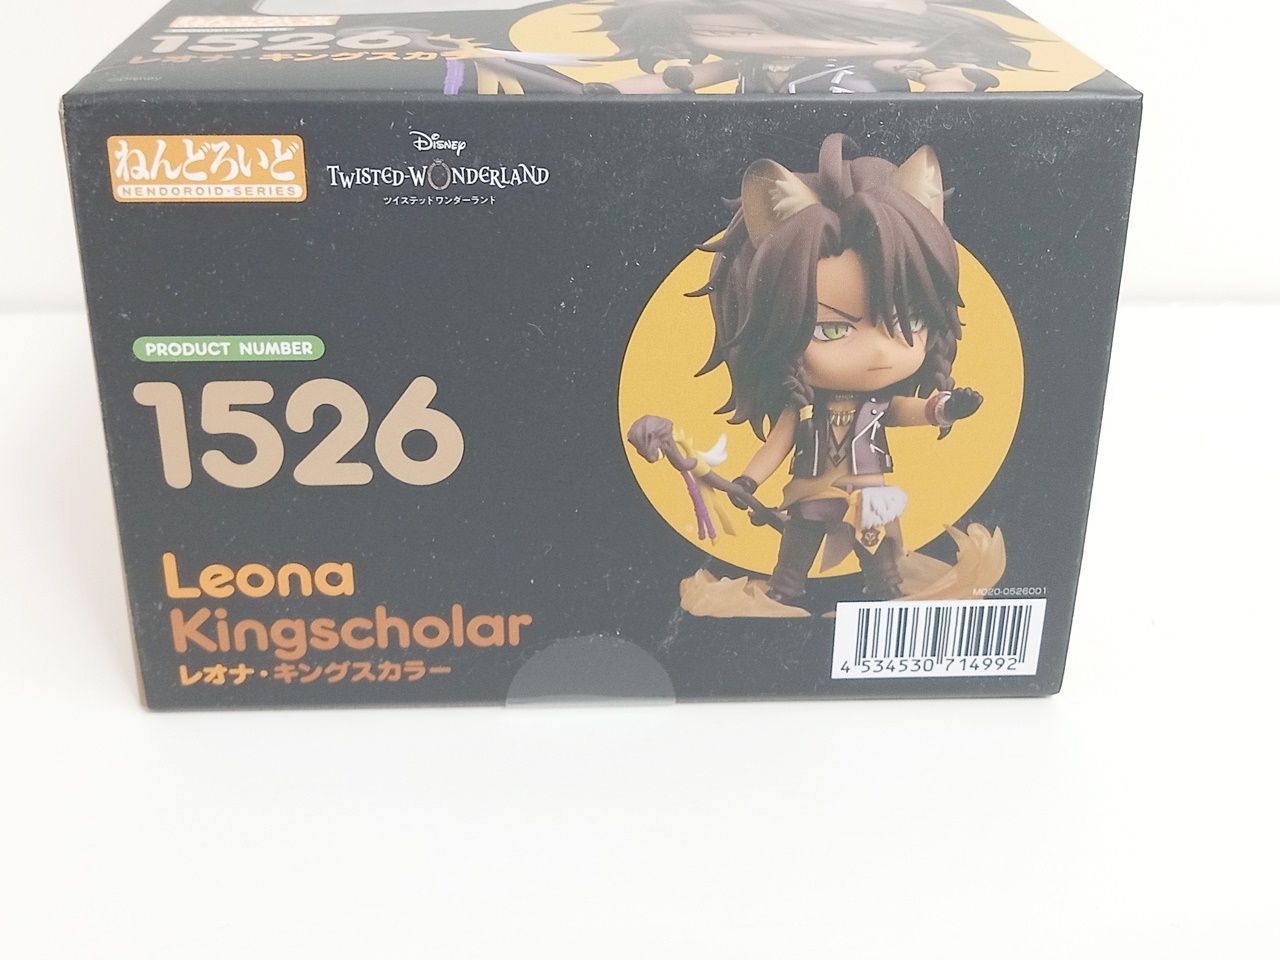 1526
レオナ・キングスカラー
©Disney
ねんどろいど
NENDOROID-SERIES
Disney
TWISTED-WONDERLAND
ツイステッドワンダーランド
PRODUCT NUMBER
1526
Leona
Kingscholar
レオナ・キングスカラー
M020-0526001
4 534530 714992